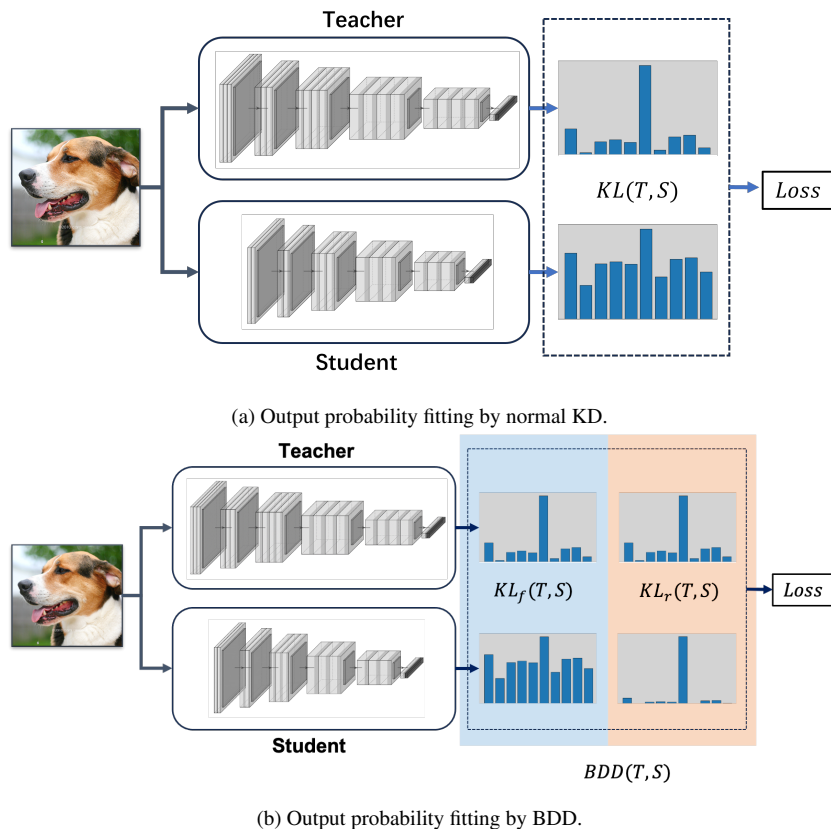 Teacher
KL(T, S)
Loss
Student
(a) Output probability fitting by normal KD.
Teacher
KL_f(T, S) KL_r(T, S)
Loss
Student
BDD(T, S)
(b) Output probability fitting by BDD.